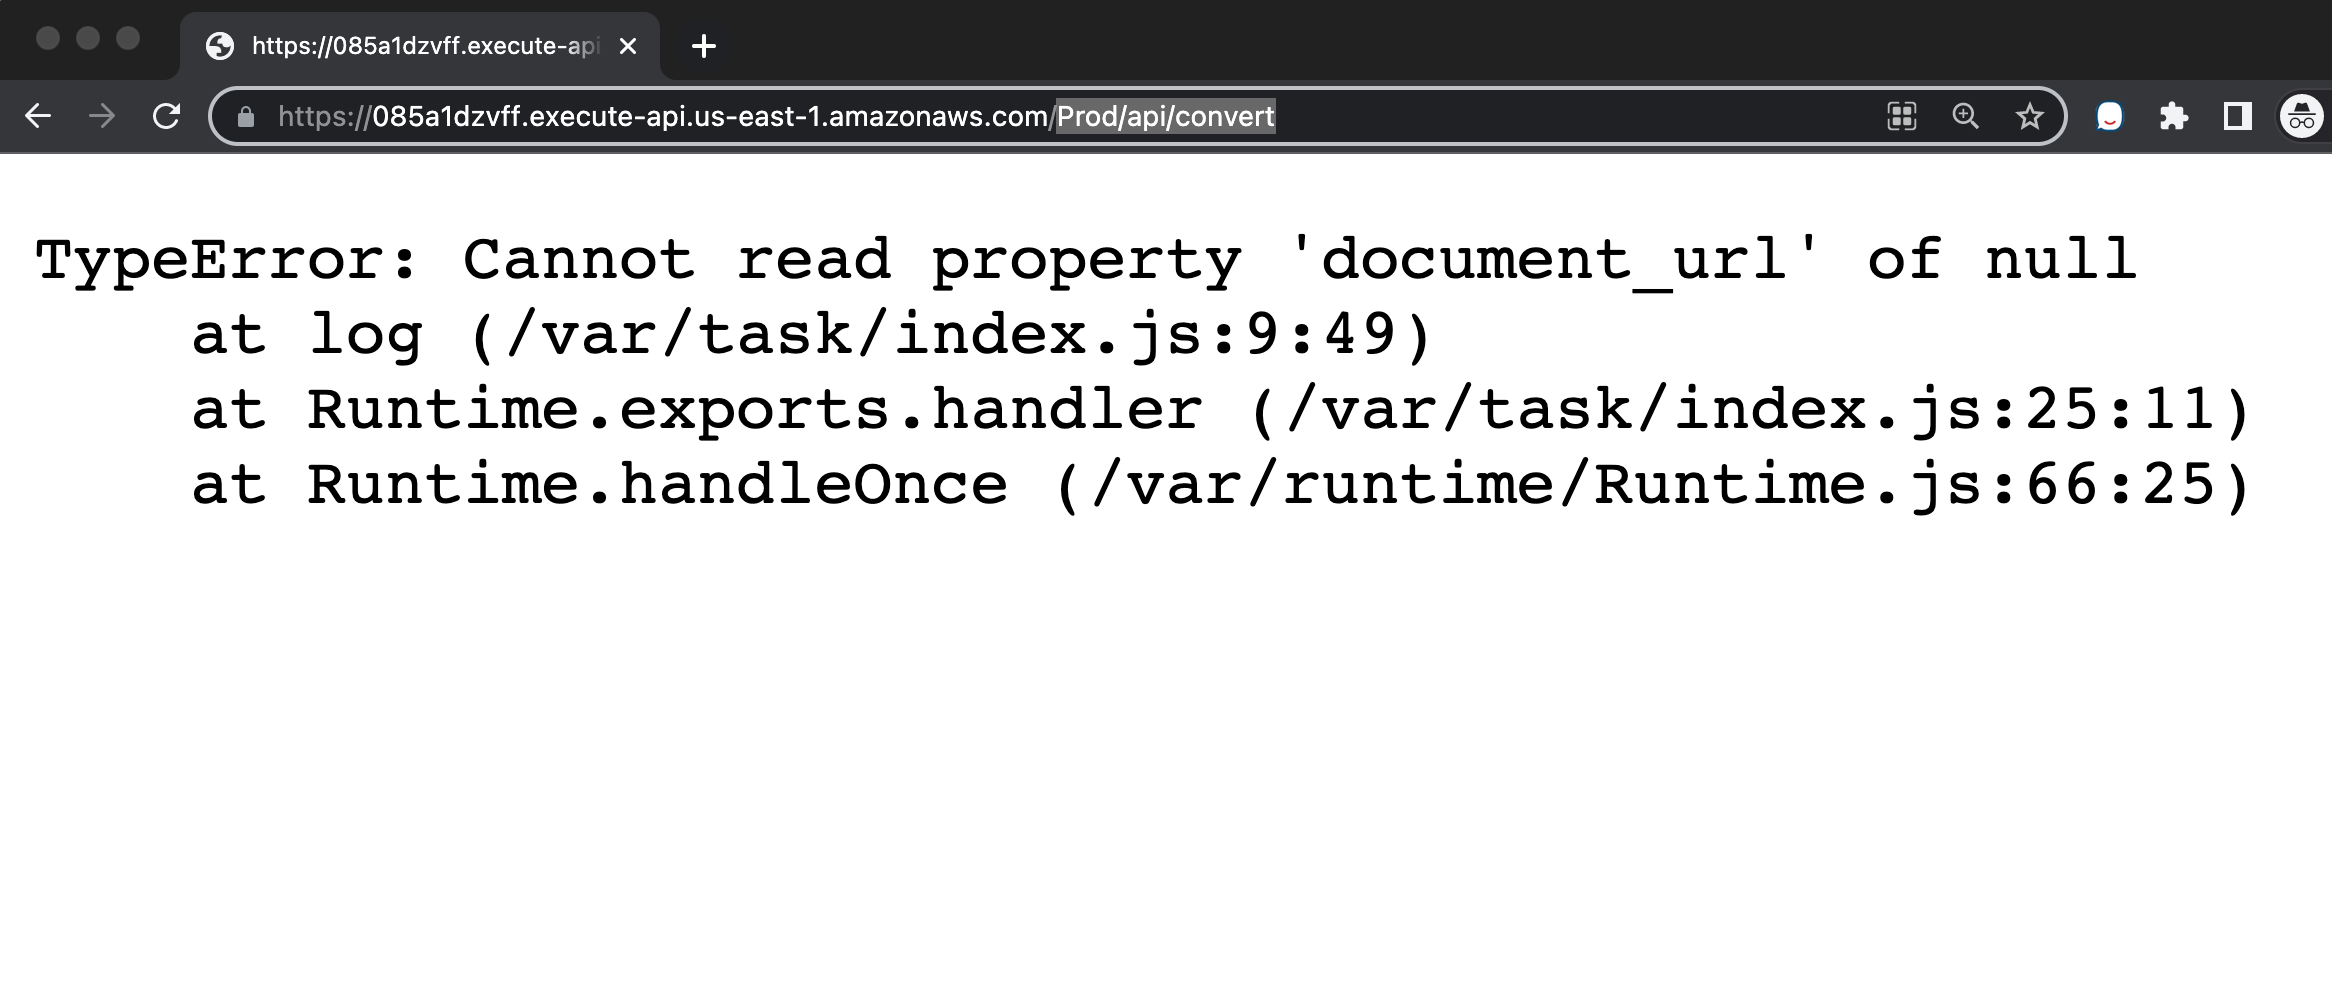 https://085a1dzvff.execute-api
https://085a1dzvff.execute-api.us-east-1.amazonaws.com/Prod/api/convert
TypeError: Cannot read property 'document_url' of null
    at log (/var/task/index.js:9:49)
    at Runtime.exports.handler (/var/task/index.js:25:11)
    at Runtime.handleOnce (/var/runtime/Runtime.js:66:25)